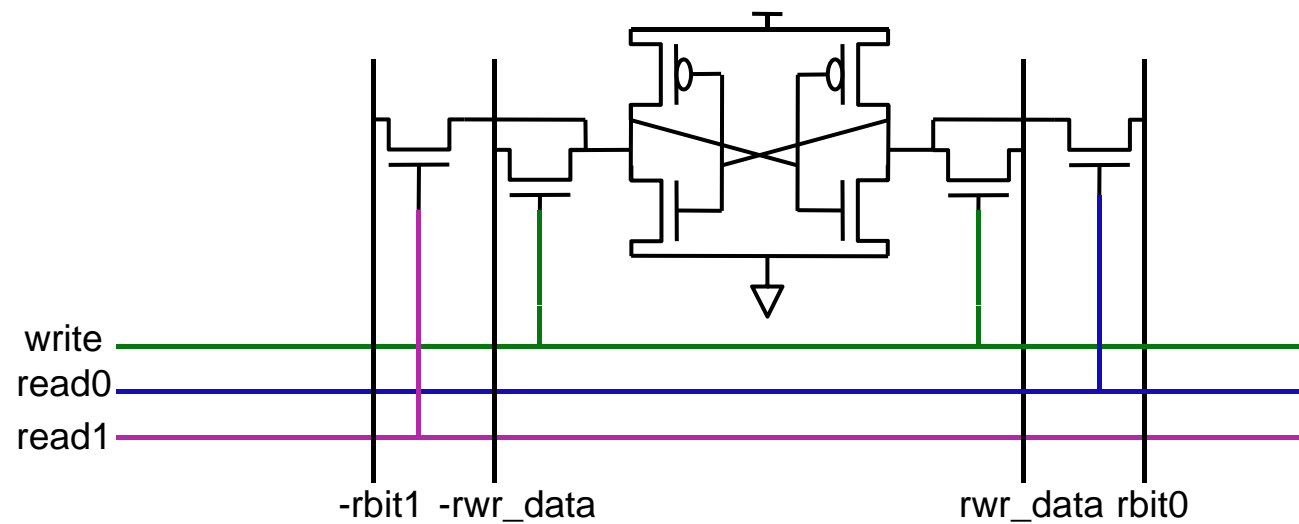 write
read0
read1
-rbit1 -rwr_data rwr_data rbit0